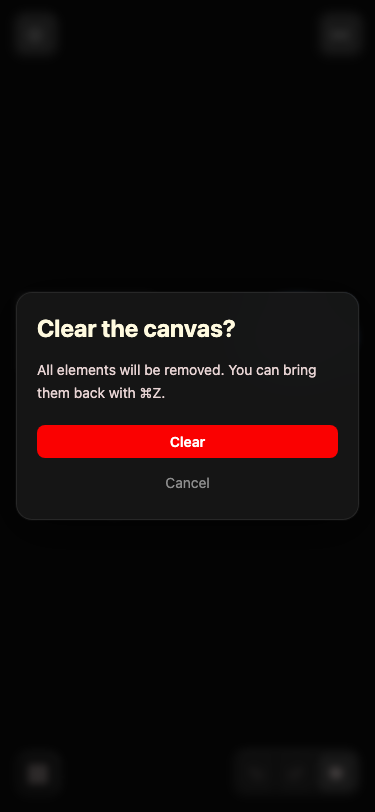 Clear the canvas?
All elements will be removed. You can bring
them back with ⌘Z.
Clear
Cancel